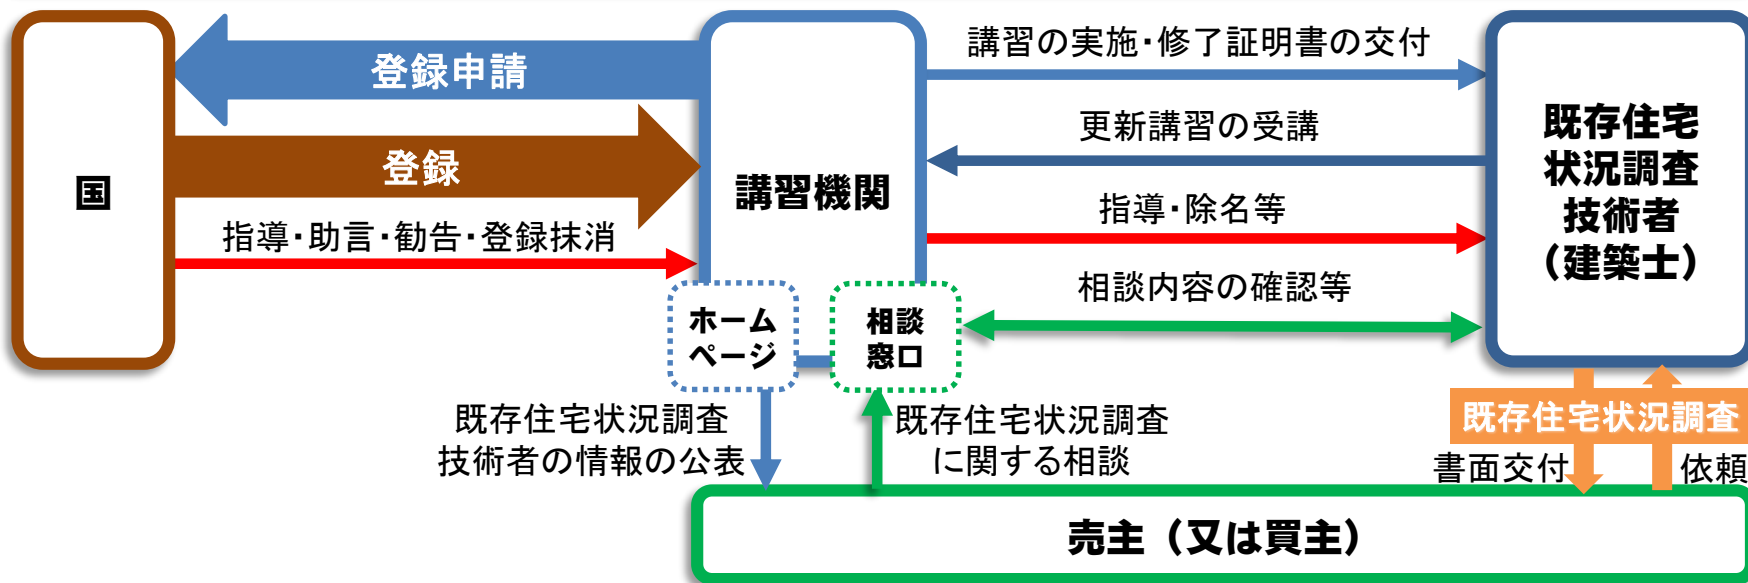 国
登録申請
登録
指導・助言・勧告・登録抹消
講習機関
ホーム
ページ
相談
窓口
講習の実施・修了証明書の交付
更新講習の受講
指導・除名等
相談内容の確認等
既存住宅
状況調査
技術者
（建築士）
既存住宅状況調査
技術者の情報の公表
既存住宅状況調査
に関する相談
既存住宅状況調査
書面交付
依頼
売主（又は買主）